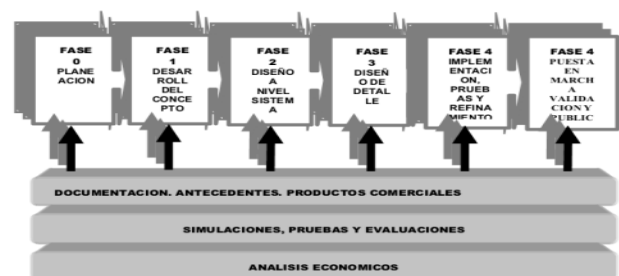 FASE
0
PLANE
ACION
FASE
1
DESAR
ROLL
DEL
CONCE
PTO
FASE
2
DISEÑO
A
NIVEL
SISTEM
A
FASE
3
DISEÑ
O DE
DETAL
LE
FASE 4
IMPLEM
ENTACI
ON,
PRUEB
AS Y
REFINA
MIENTO
FASE 4
PUESTA
EN
MARCH
A
VALIDA
CION Y
PUBLIC
DOCUMENTACION. ANTECEDENTES. PRODUCTOS COMERCIALES
SIMULACIONES, PRUEBAS Y EVALUACIONES
ANALISIS ECONOMICOS